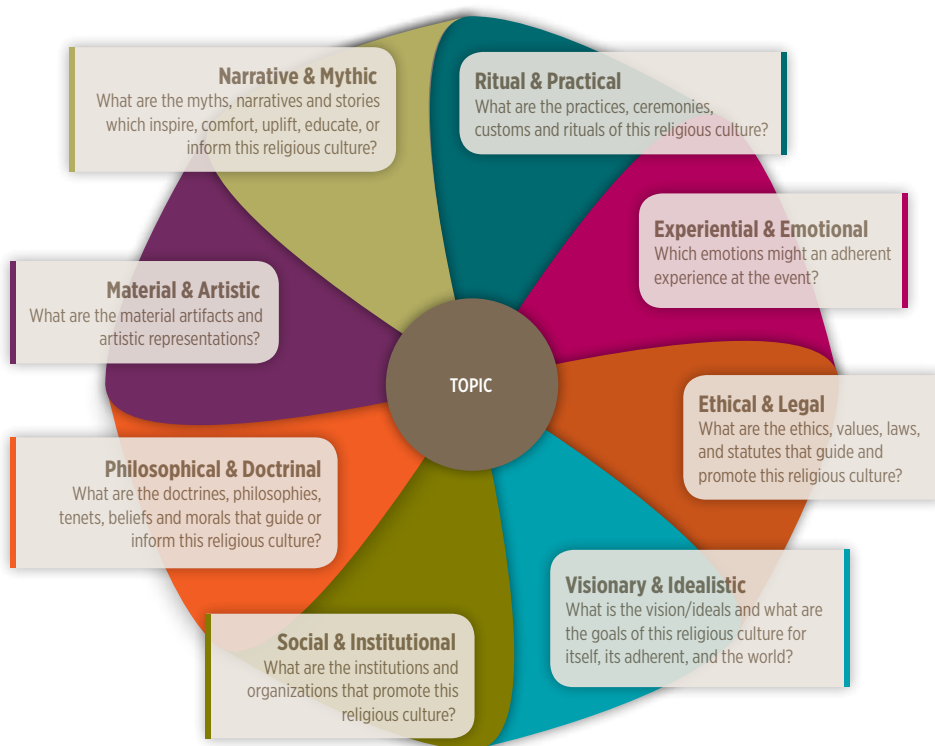 Narrative & Mythic
What are the myths, narratives and stories
which inspire, comfort, uplift, educate, or
inform this religious culture?
Ritual & Practical
What are the practices, ceremonies,
customs and rituals of this religious culture?
Experiential & Emotional
Which emotions might an adherent
experience at the event?
Material & Artistic
What are the material artifacts and
artistic representations?
TOPIC
Ethical & Legal
What are the ethics, values, laws,
and statutes that guide and
promote this religious culture?
Philosophical & Doctrinal
What are the doctrines, philosophies,
tenets, beliefs and morals that guide or
inform this religious culture?
Visionary & Idealistic
What is the vision/ideals and what are
the goals of this religious culture for
itself, its adherent, and the world?
Social & Institutional
What are the institutions and
organizations that promote this
religious culture?